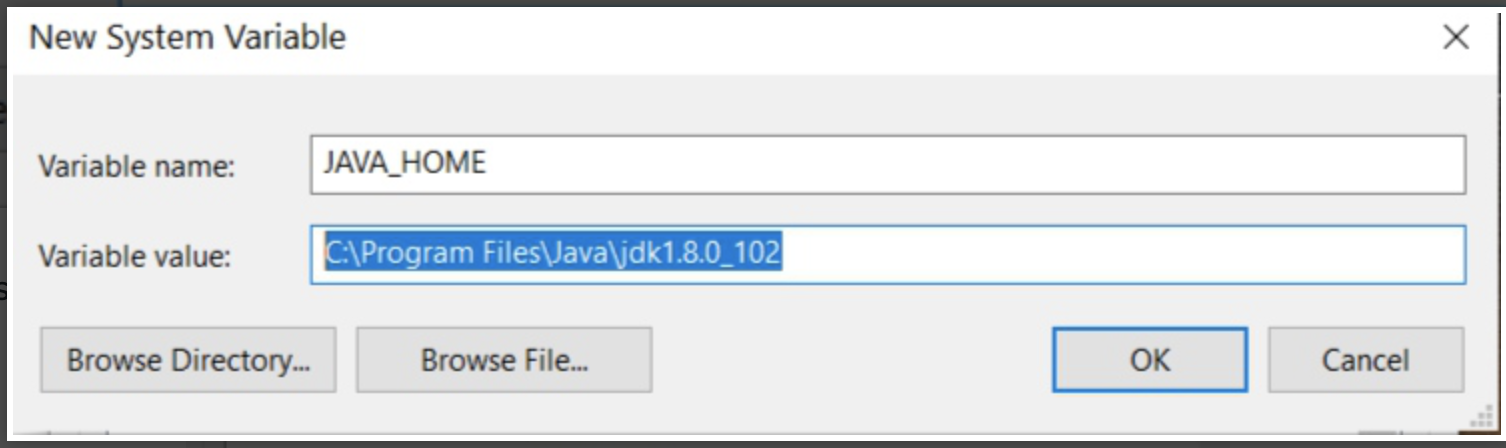 New System Variable
Variable name: JAVA_HOME
Variable value: C:\Program Files\Java\jdk1.8.0_102
Browse Directory... Browse File... OK Cancel